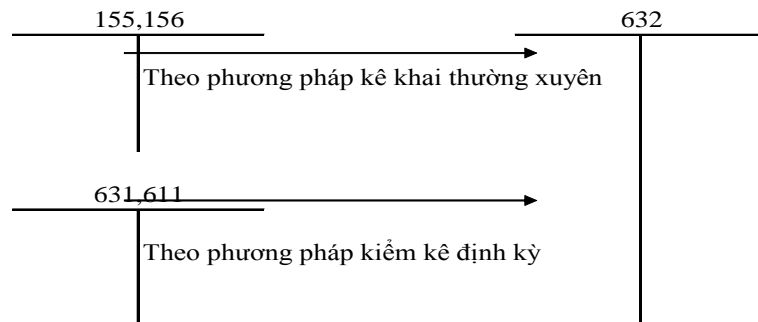 155,156 632
Theo phương pháp kê khai thường xuyên
631,611
Theo phương pháp kiểm kê định kỳ